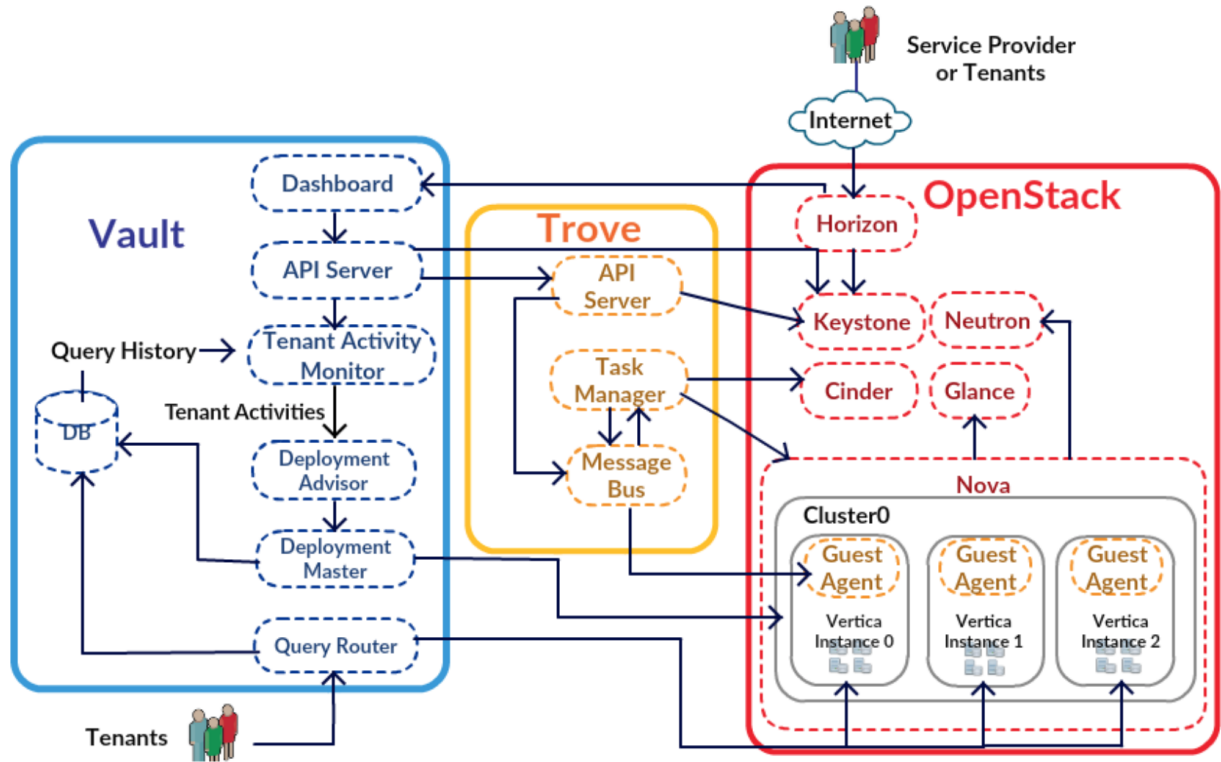 Service Provider
or Tenants
Internet
Vault
Dashboard
API Server
Tenant Activity
Monitor
Query History
Tenant Activities
DB
Deployment
Advisor
Deployment
Master
Query Router
Tenants
Trove
API
Server
Task
Manager
Message
Bus
OpenStack
Horizon
Keystone
Neutron
Cinder
Glance
Nova
Cluster0
Guest
Agent
Vertica
Instance 0
Guest
Agent
Vertica
Instance 1
Guest
Agent
Vertica
Instance 2